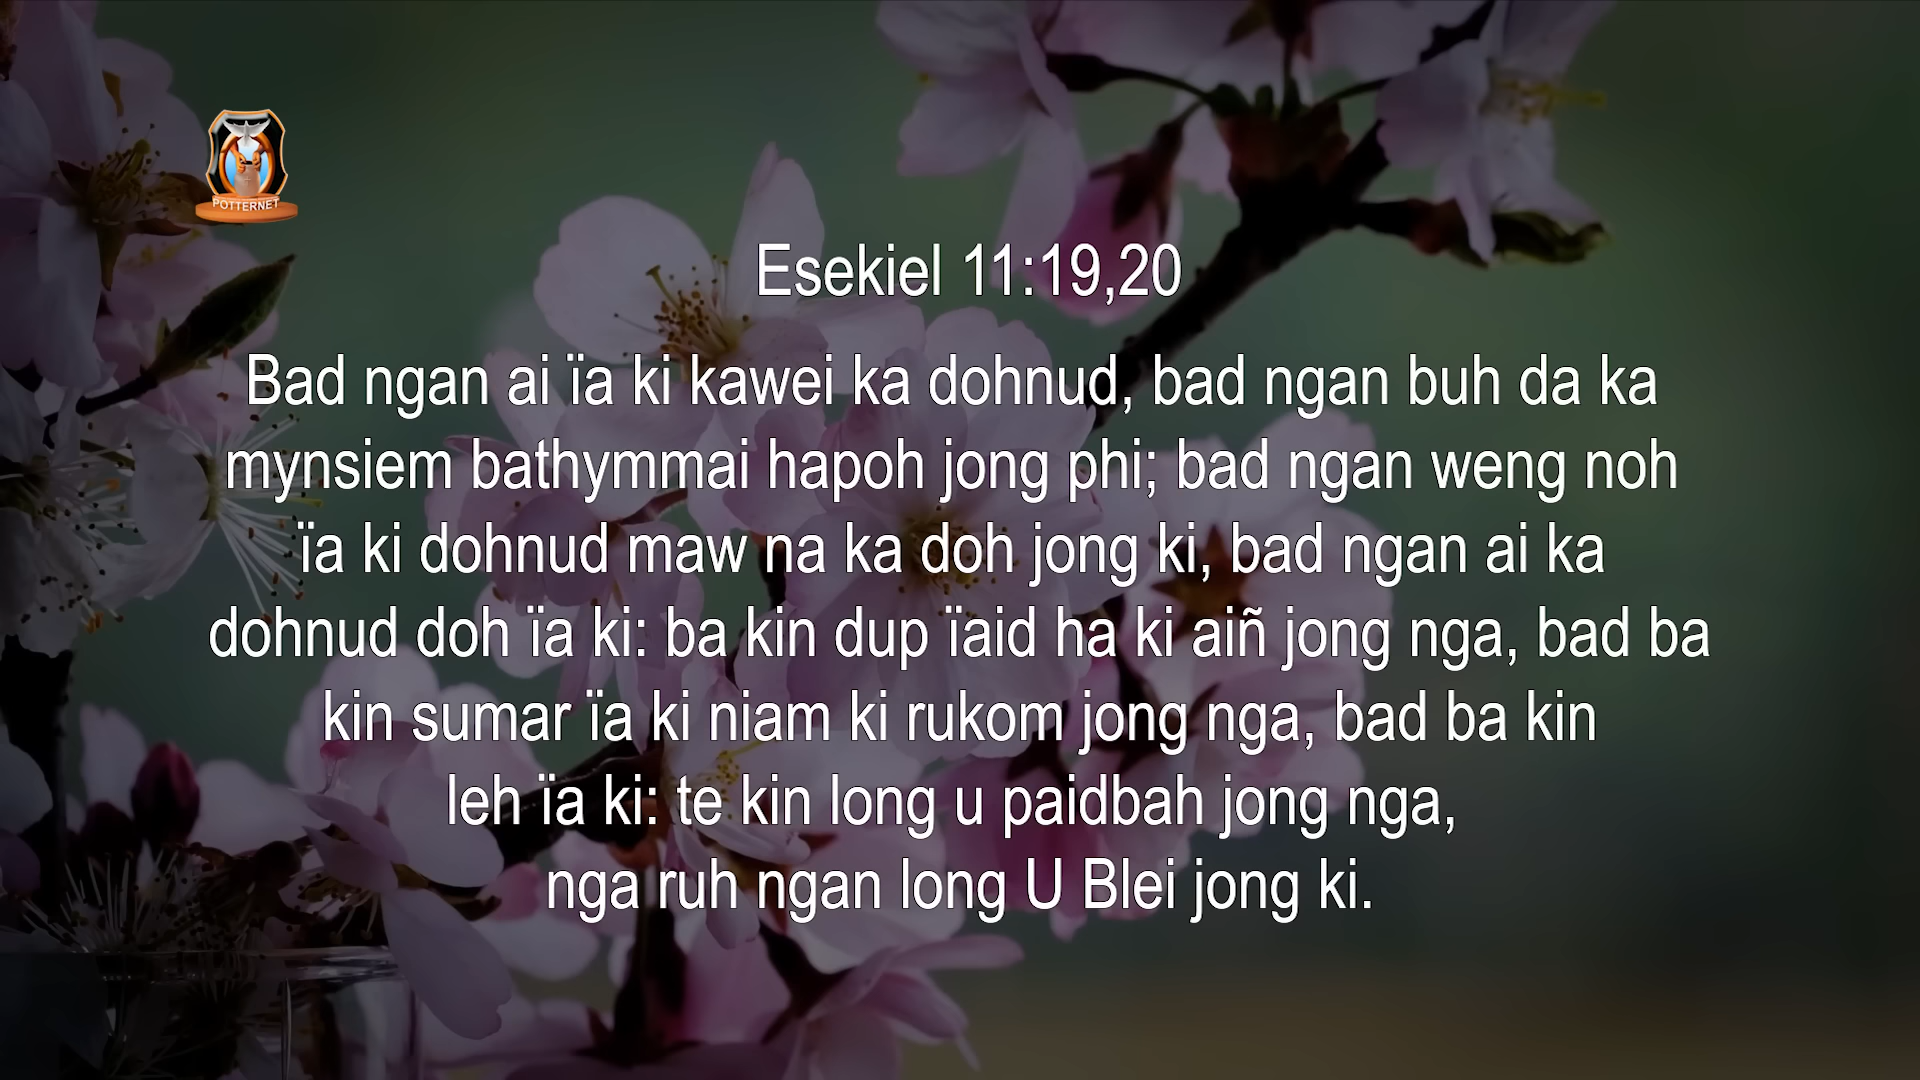 POTTERNET
Esekiel 11:19,20
Bad ngan ai ïa ki kawei ka dohnud, bad ngan buh da ka
mynsiem bathymmai hapoh jong phi; bad ngan weng noh
ïa ki dohnud maw na ka doh jong ki, bad ngan ai ka
dohnud doh ïa ki: ba kin dup ïaid ha ki aiñ jong nga, bad ba
kin sumar ïa ki niam ki rukom jong nga, bad ba kin
leh ïa ki: te kin long u paidbah jong nga,
nga ruh ngan long U Blei jong ki.